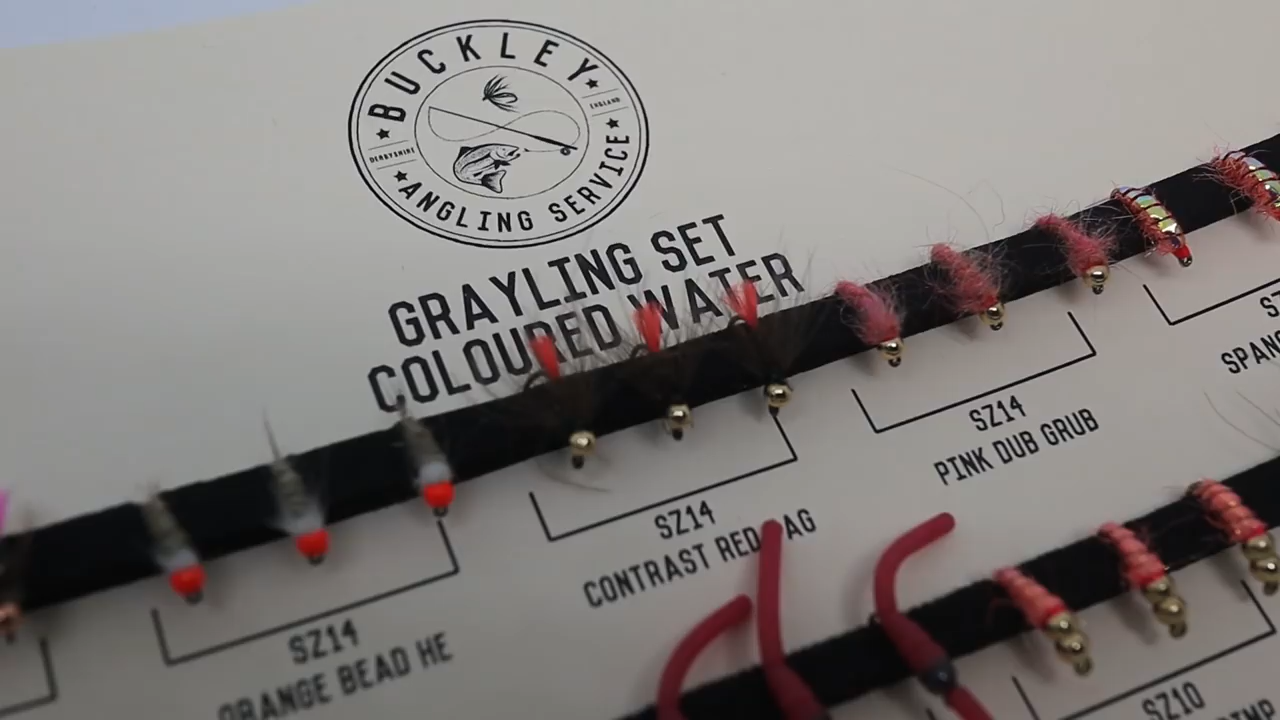 BUCKLEY
DERBYSHIRE
ENGLAND
ANGLING SERVICE
GRAYLING SET
COLOURED WATER
SZ14
PINK DUB GRUB
SZ14
CONTRAST RED
SZ14
ORANGE BEAD HE
SZ10